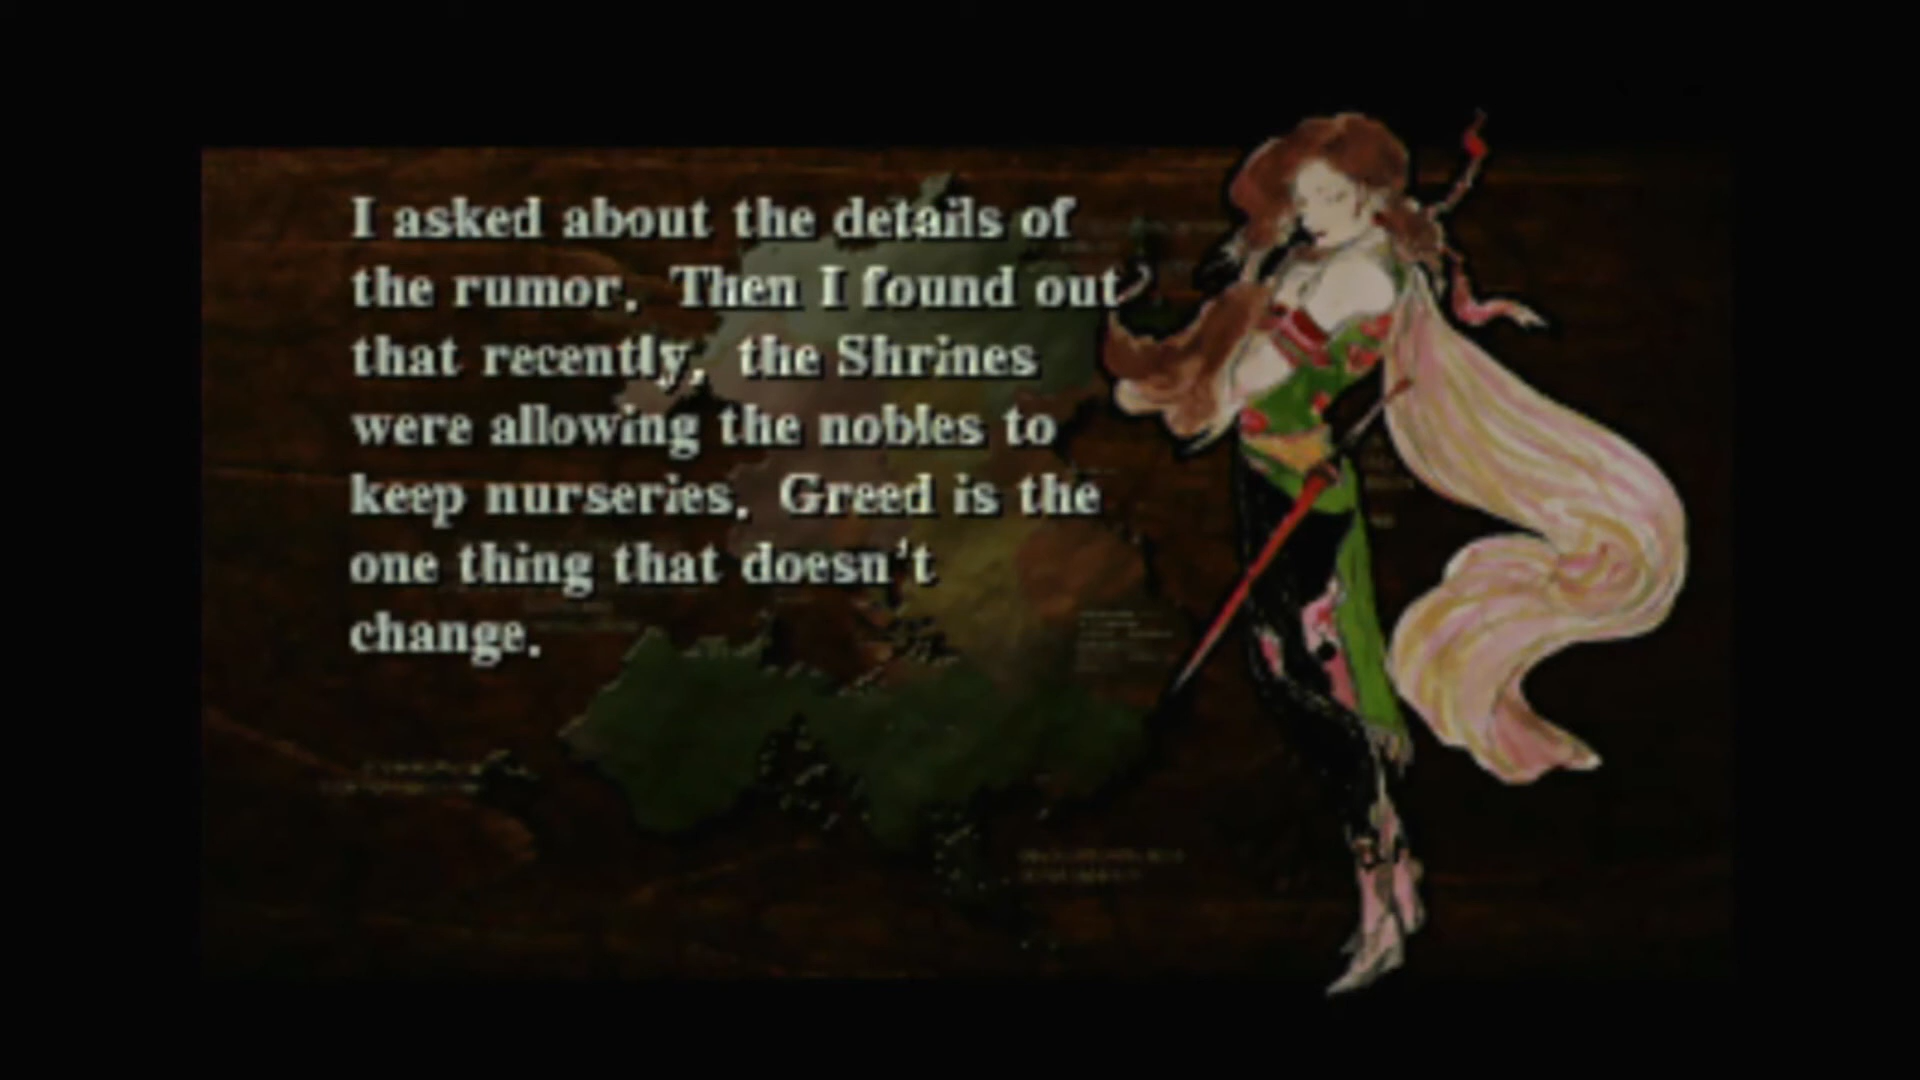 I asked about the details of
the rumor. Then I found out
that recently, the Shrines
were allowing the nobles to
keep nurseries. Greed is the
one thing that doesn't
change.